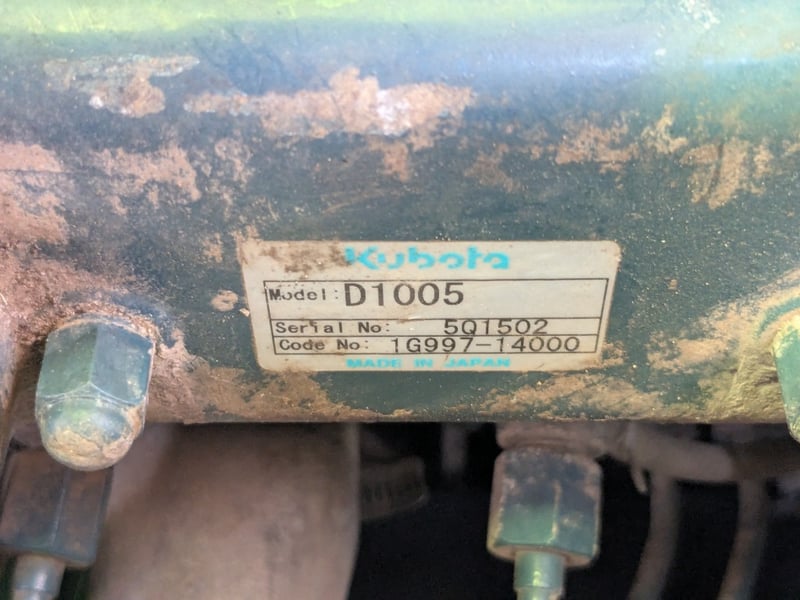 Kubota
Model: D1005
Serial No: 5Q1502
Code No: 1G997-14000
MADE IN JAPAN